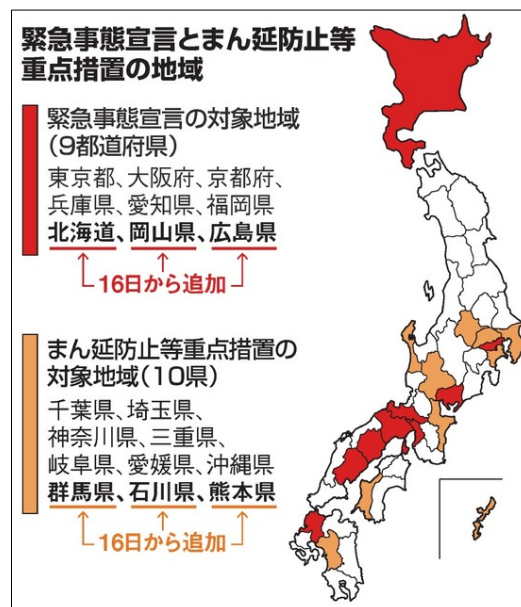 緊急事態宣言とまん延防止等
重点措置の地域
緊急事態宣言の対象地域
(9都道府県)
東京都、大阪府、京都府、
兵庫県、愛知県、福岡県
北海道、岡山県、広島県
16日から追加
まん延防止等重点措置の
対象地域(10県)
千葉県、埼玉県、
神奈川県、三重県、
岐阜県、愛媛県、沖縄県
群馬県、石川県、熊本県
16日から追加